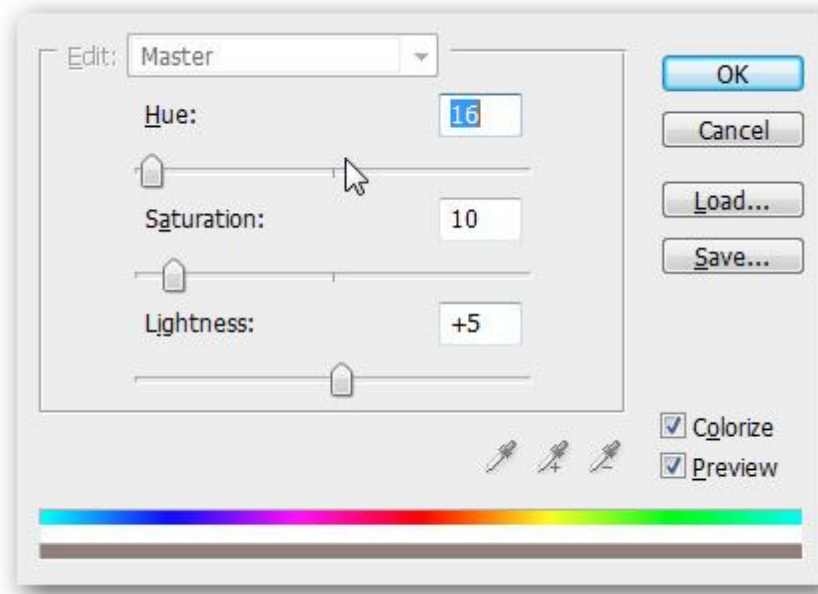 Edit: Master
OK
Hue: 16
Cancel
Load...
Saturation: 10
Save...
Lightness: +5
Colorize
Preview